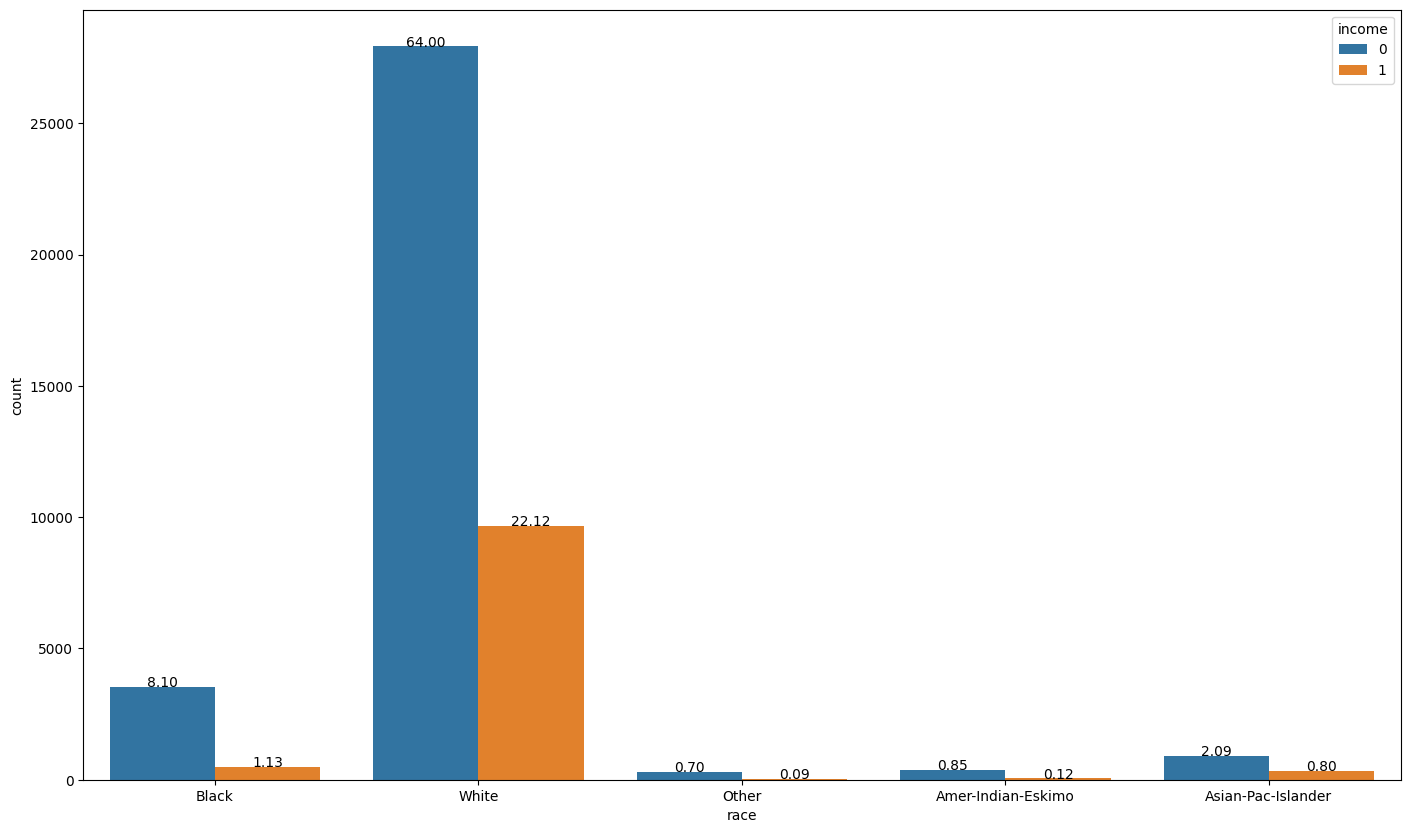 income
0
1
64.00
25000
20000
15000
count
10000
22.12
5000
8.10
1.13
0.70
0.09
0.85
0.12
2.09
0.80
0
Black
White
Other
Amer-Indian-Eskimo
Asian-Pac-Islander
race